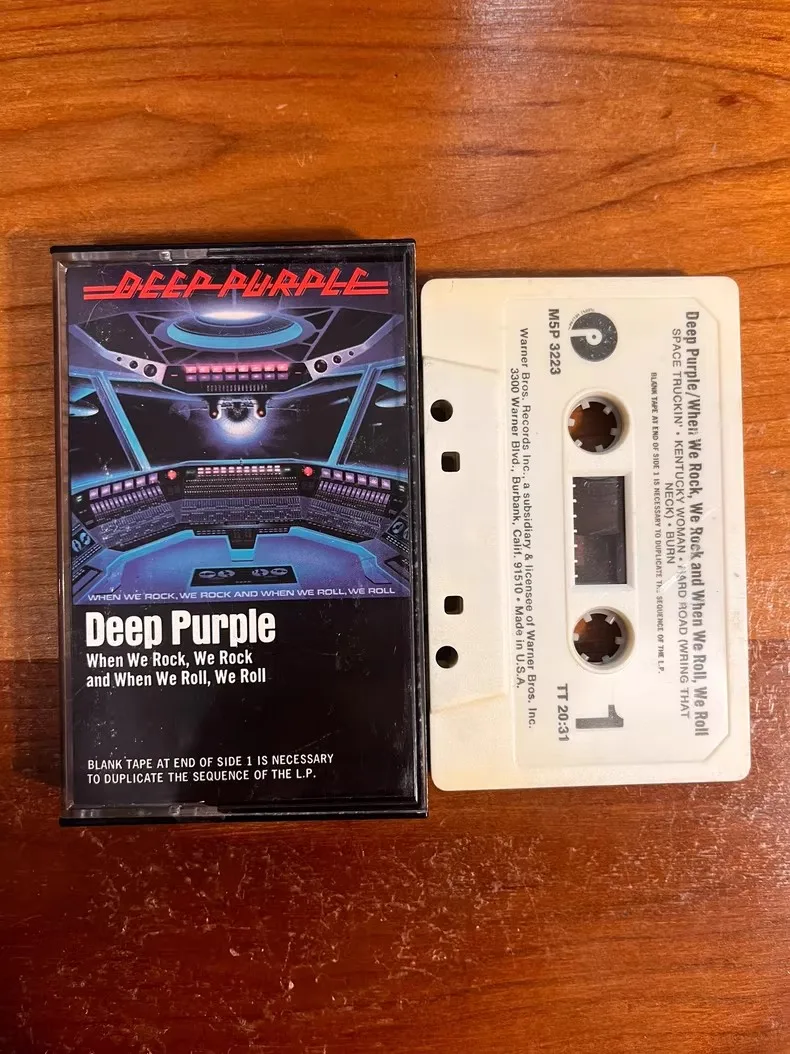 DEEP PURPLE
WHEN WE ROCK, WE ROCK AND WHEN WE ROLL, WE ROLL
Deep Purple
When We Rock, We Rock
and When We Roll, We Roll
BLANK TAPE AT END OF SIDE 1 IS NECESSARY
TO DUPLICATE THE SEQUENCE OF THE L.P.
Deep Purple/When We Rock, We Rock and When We Roll, We Roll
SPACE TRUCKIN' • KENTUCKY WOMAN • HARD ROAD (WRING THAT
NECK) • BURN
BLANK TAPE AT END OF SIDE 1 IS NECESSARY TO DUPLICATE THE SEQUENCE OF THE L.P.
P
M5P 3223
1
TT 20:31
Warner Bros. Records Inc., a subsidiary & licensee of Warner Bros. Inc.
3300 Warner Blvd., Burbank, Calif. 91510 • Made in U.S.A.